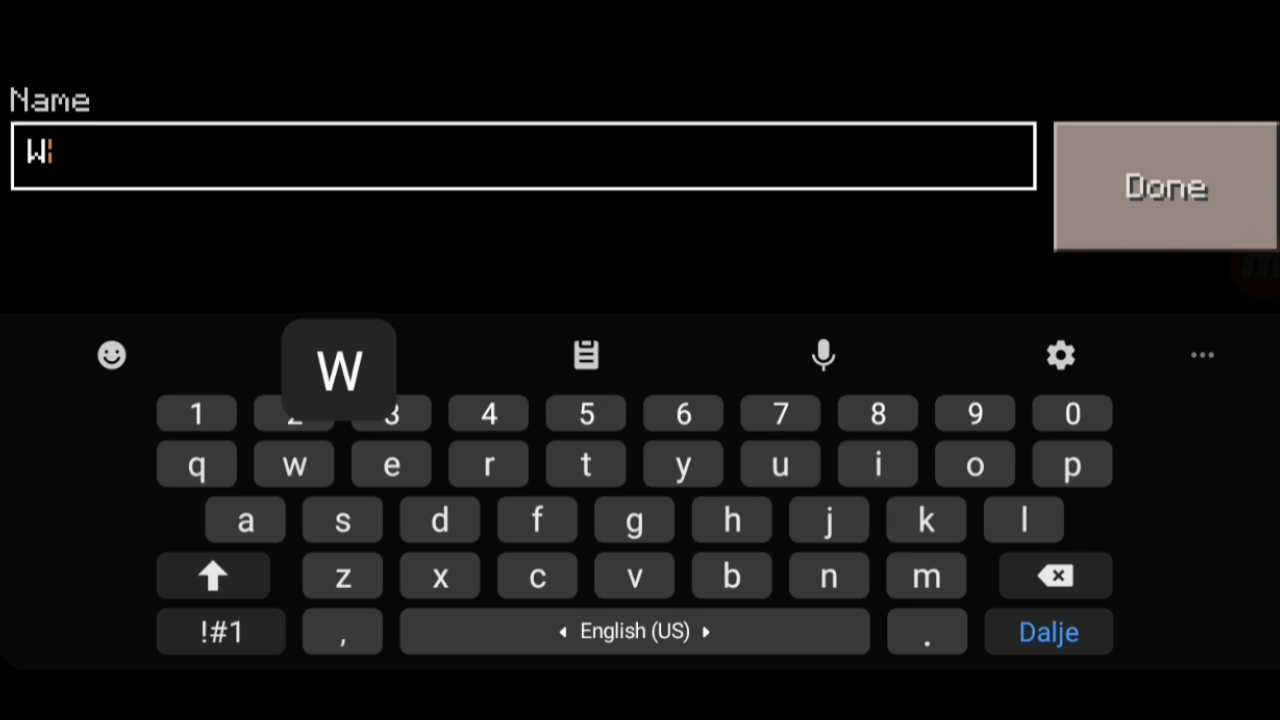 Name
W
Done
W
1 2 3 4 5 6 7 8 9 0
q w e r t y u i o p
a s d f g h j k l
z x c v b n m
!#1 , English (US) . Dalje